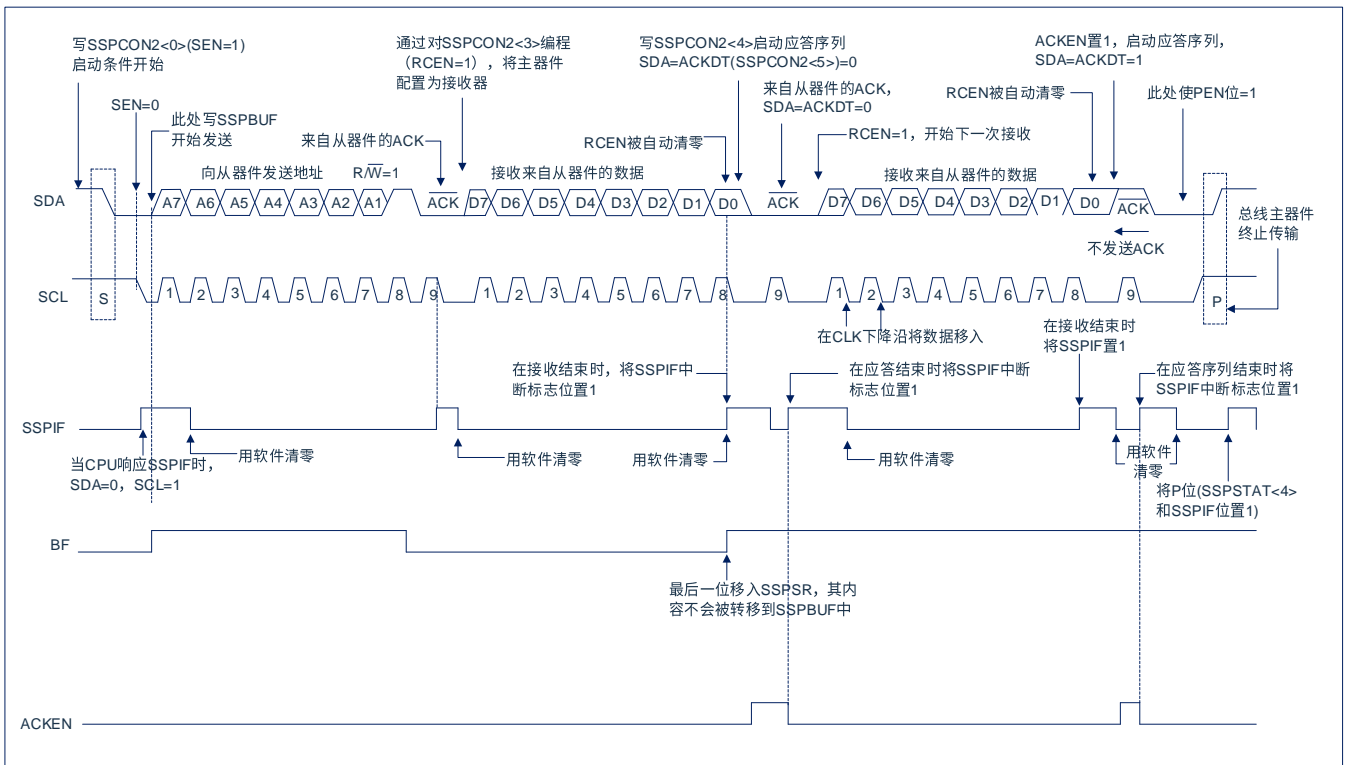 写SSPCON2<0>(SEN=1)
启动条件开始
通过对SSPCON2<3>编程
（RCEN=1），将主器件
配置为接收器
写SSPCON2<4>启动应答序列
SDA=ACKDT(SSPCON2<5>)=0
ACKEN置1，启动应答序列，
SDA=ACKDT=1
SEN=0
此处写SSPBUF
开始发送
来自从器件的ACK
RCEN被自动清零
来自从器件的ACK，
SDA=ACKDT=0
RCEN=1，开始下一次接收
RCEN被自动清零
此处使PEN位=1
向从器件发送地址
R/W=1
接收来自从器件的数据
接收来自从器件的数据
SDA
A7 A6 A5 A4 A3 A2 A1 ACK D7 D6 D5 D4 D3 D2 D1 D0 ACK D7 D6 D5 D4 D3 D2 D1 D0 ACK
不发送ACK
总线主器件
终止传输
SCL
S 1 2 3 4 5 6 7 8 9 1 2 3 4 5 6 7 8 9 1 2 3 4 5 6 7 8 9 P
在CLK下降沿将数据移入
在接收结束时
将SSPIF置1
在接收结束时，将SSPIF中
断标志位置1
在应答结束时将SSPIF中断
标志位置1
在应答序列结束时将
SSPIF中断标志位置1
SSPIF
当CPU响应SSPIF时，
SDA=0，SCL=1
用软件清零
用软件清零
用软件清零
用软件清零
用软件
清零
将P位(SSPSTAT<4>
和SSPIF位置1)
BF
最后一位移入SSPSR，其内
容不会被转移到SSPBUF中
ACKEN